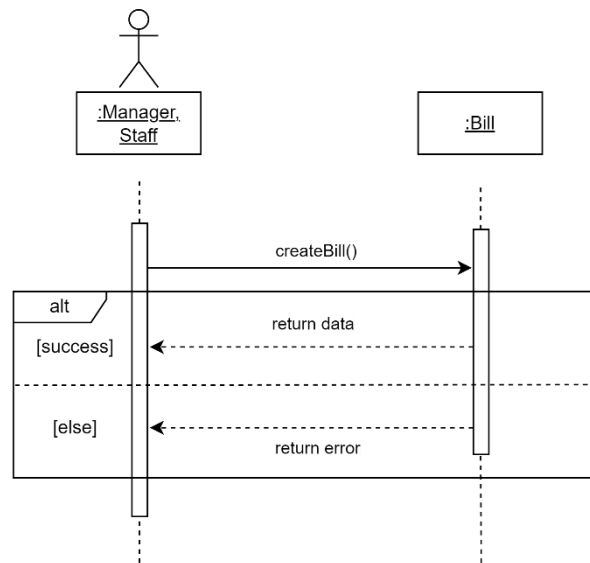 :Manager,
Staff
:Bill
createBill()
alt
return data
[success]
[else]
return error